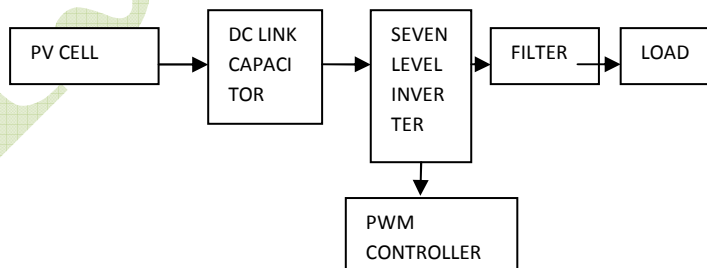 PV CELL
DC LINK
CAPACI
TOR
SEVEN
LEVEL
INVER
TER
FILTER
LOAD
PWM
CONTROLLER